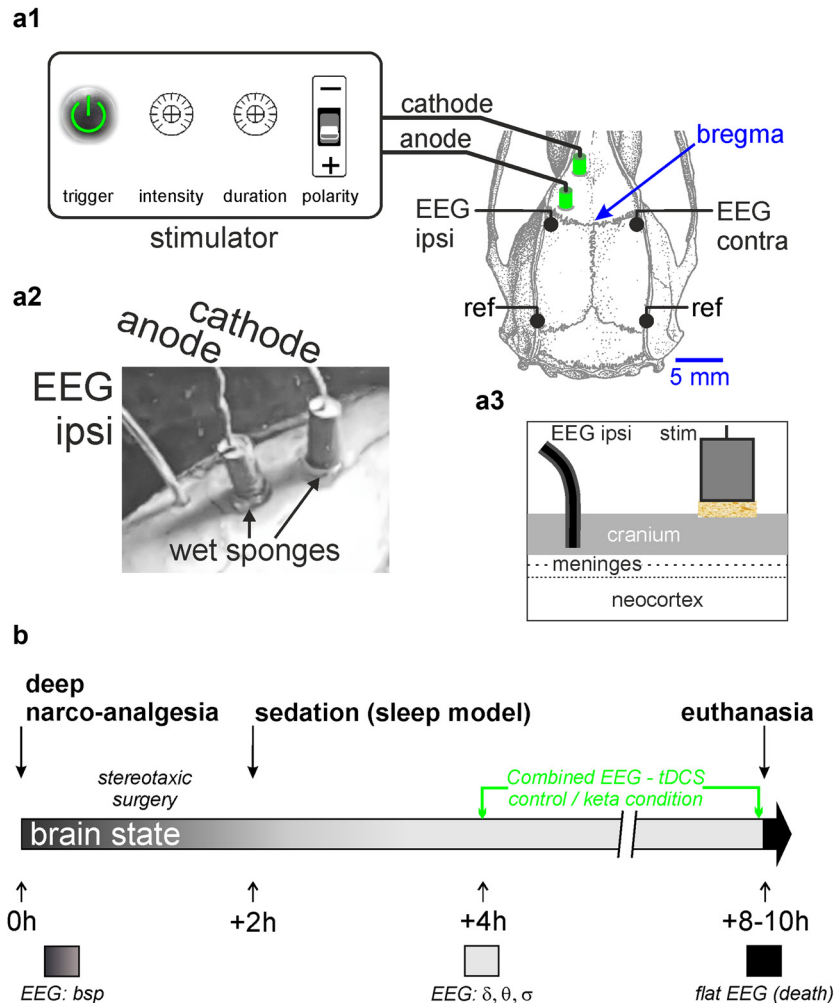 a1
−
+
trigger
intensity
duration
polarity
stimulator
cathode
anode
bregma
EEG
ipsi
EEG
contra
ref
ref
5 mm
a2
anode
cathode
EEG
ipsi
wet sponges
a3
EEG ipsi
stim
cranium
meninges
neocortex
b
deep
narco-analgesia
sedation (sleep model)
euthanasia
stereotaxic
surgery
Combined EEG - tDCS
control / keta condition
brain state
0h
+2h
+4h
+8-10h
EEG: bsp
EEG: δ, θ, σ
flat EEG (death)